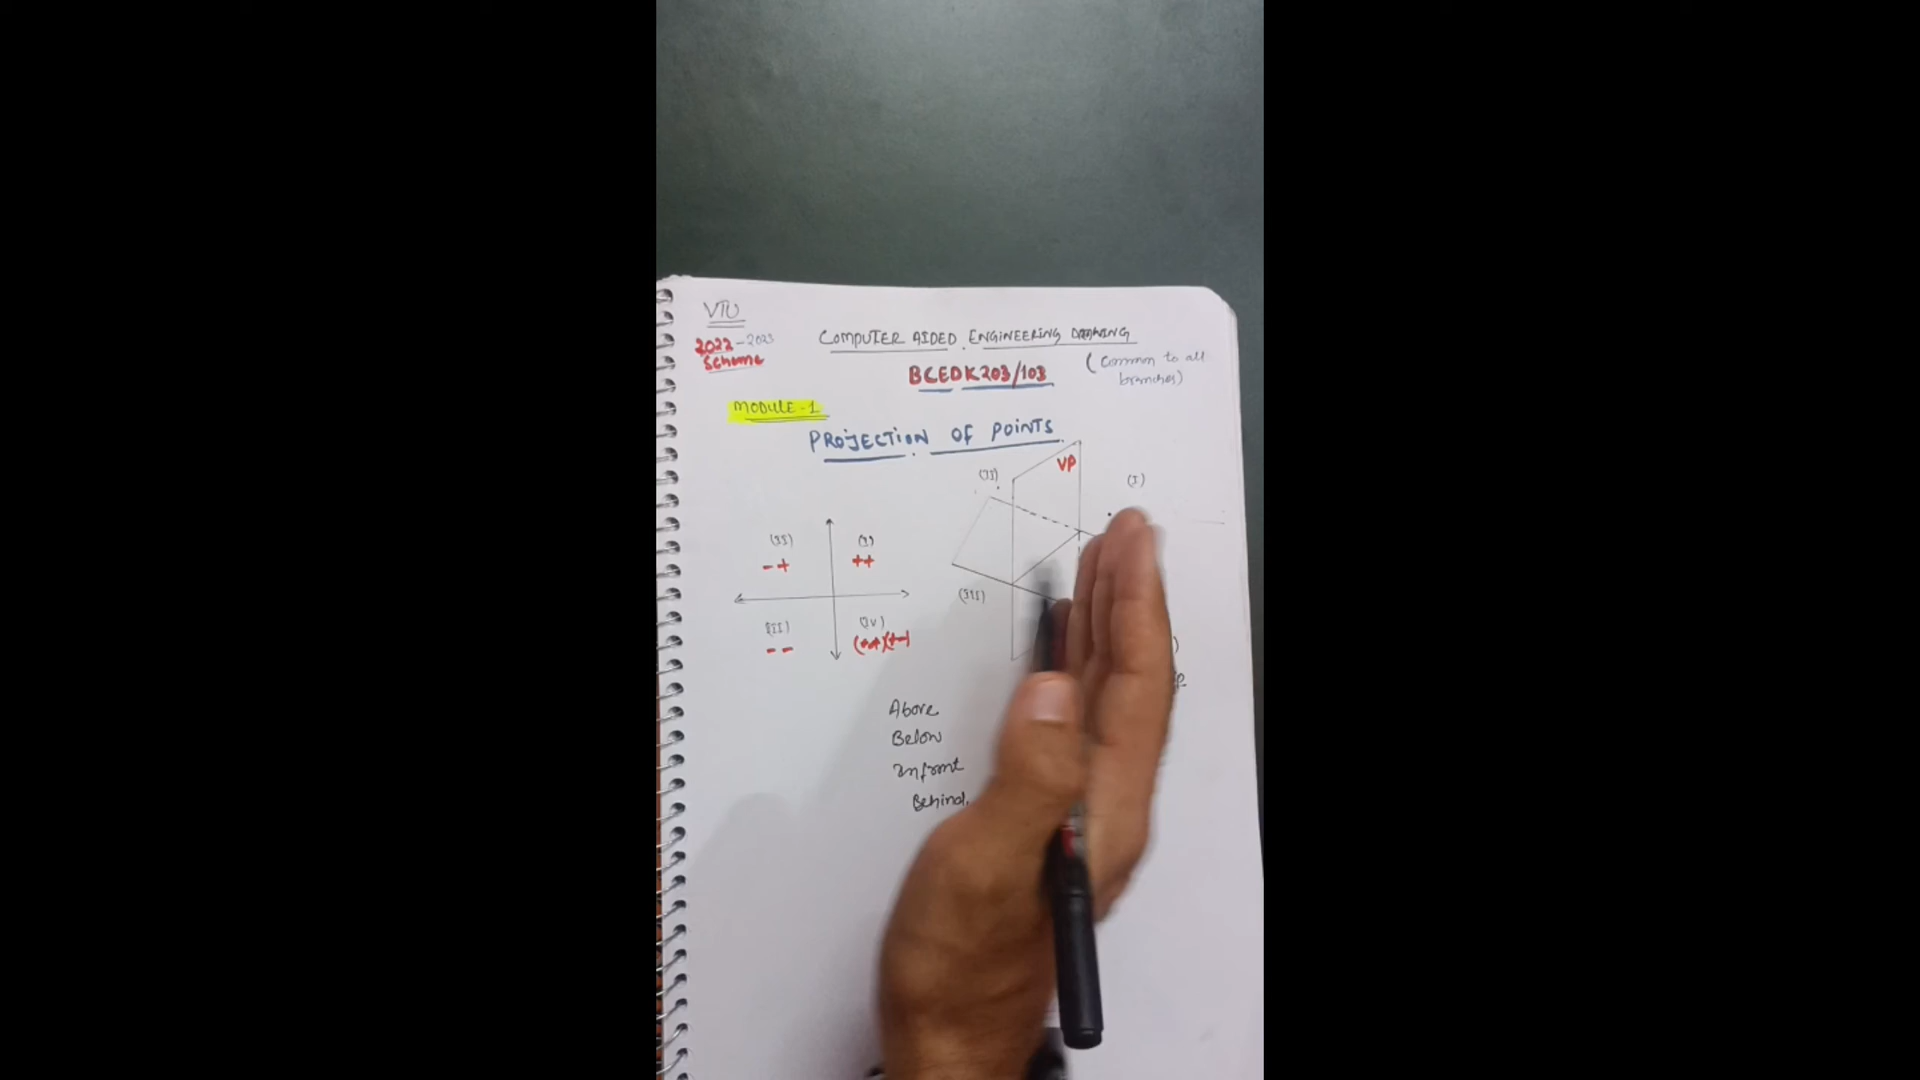 VTU
2022-2023
Scheme
COMPUTER AIDED ENGINEERING DRAWING
BCEDK203/103
(Common to all
branches)
MODULE-1
PROJECTION OF POINTS
VP
(II)
(I)
(II)
(I)
-+
++
(III)
(III)
(IV)
--
Above
Below
Infront
Behind.